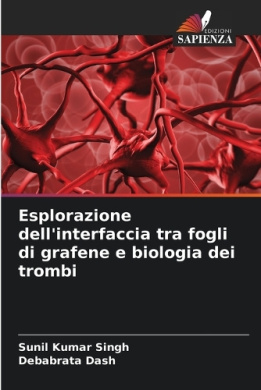 EDIZIONI
SAPIENZA
Esplorazione
dell'interfaccia tra fogli
di grafene e biologia dei
trombi
Sunil Kumar Singh
Debabrata Dash